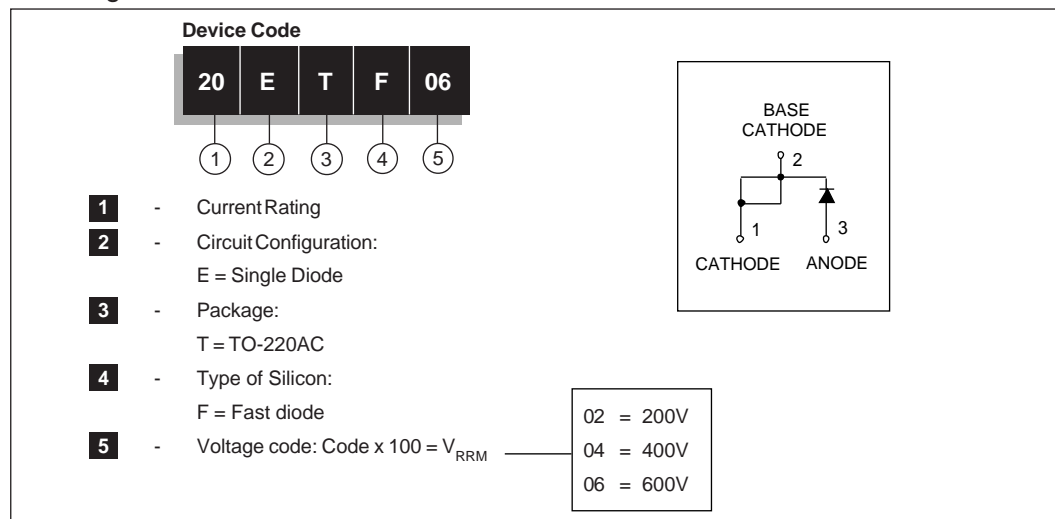 Device Code
20 E T F 06
1 2 3 4 5
1 - Current Rating
2 - Circuit Configuration:
E = Single Diode
3 - Package:
T = TO-220AC
4 - Type of Silicon:
F = Fast diode
5 - Voltage code: Code x 100 = VRRM
02 = 200V
04 = 400V
06 = 600V
BASE
CATHODE
2
1 3
CATHODE ANODE